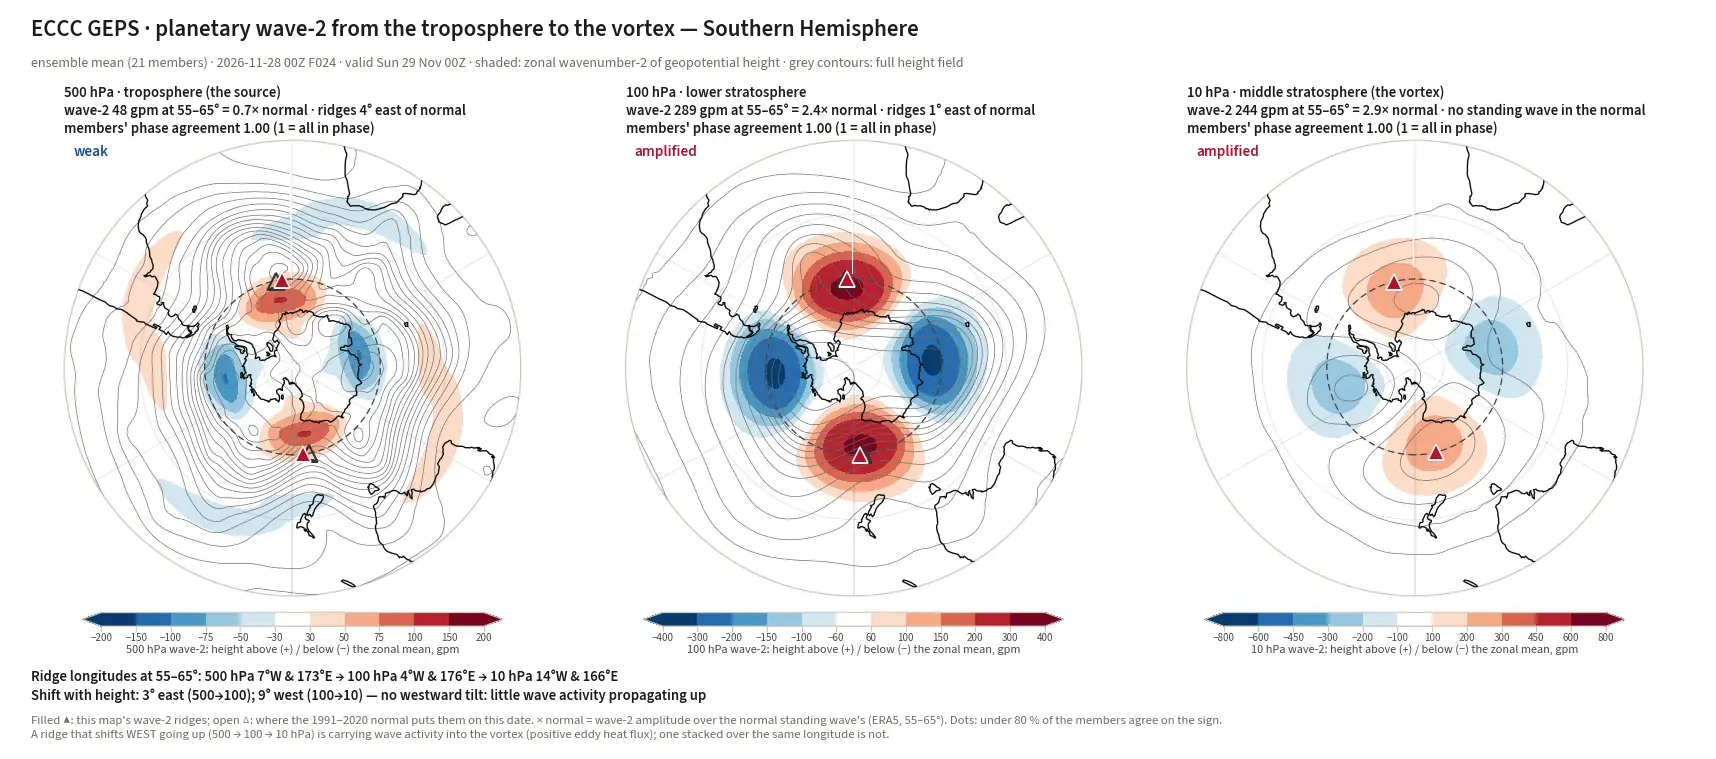 ECCC GEPS · planetary wave-2 from the troposphere to the vortex — Southern Hemisphere
ensemble mean (21 members) · 2026-11-28 00Z F024 · valid Sun 29 Nov 00Z · shaded: zonal wavenumber-2 of geopotential height · grey contours: full height field
500 hPa · troposphere (the source)
wave-2 48 gpm at 55–65° = 0.7× normal · ridges 4° east of normal
members' phase agreement 1.00 (1 = all in phase)
weak
100 hPa · lower stratosphere
wave-2 289 gpm at 55–65° = 2.4× normal · ridges 1° east of normal
members' phase agreement 1.00 (1 = all in phase)
amplified
10 hPa · middle stratosphere (the vortex)
wave-2 244 gpm at 55–65° = 2.9× normal · no standing wave in the normal
members' phase agreement 1.00 (1 = all in phase)
amplified
−200 −150 −100 −75 −50 −30 30 50 75 100 150 200
500 hPa wave-2: height above (+) / below (−) the zonal mean, gpm
−400 −300 −200 −150 −100 −60 60 100 150 200 300 400
100 hPa wave-2: height above (+) / below (−) the zonal mean, gpm
−800 −600 −450 −300 −200 −100 100 200 300 450 600 800
10 hPa wave-2: height above (+) / below (−) the zonal mean, gpm
Ridge longitudes at 55–65°: 500 hPa 7°W & 173°E → 100 hPa 4°W & 176°E → 10 hPa 14°W & 166°E
Shift with height: 3° east (500→100); 9° west (100→10) — no westward tilt: little wave activity propagating up
Filled ▲: this map's wave-2 ridges; open △: where the 1991–2020 normal puts them on this date. × normal = wave-2 amplitude over the normal standing wave's (ERA5, 55–65°). Dots: under 80 % of the members agree on the sign.
A ridge that shifts WEST going up (500 → 100 → 10 hPa) is carrying wave activity into the vortex (positive eddy heat flux); one stacked over the same longitude is not.